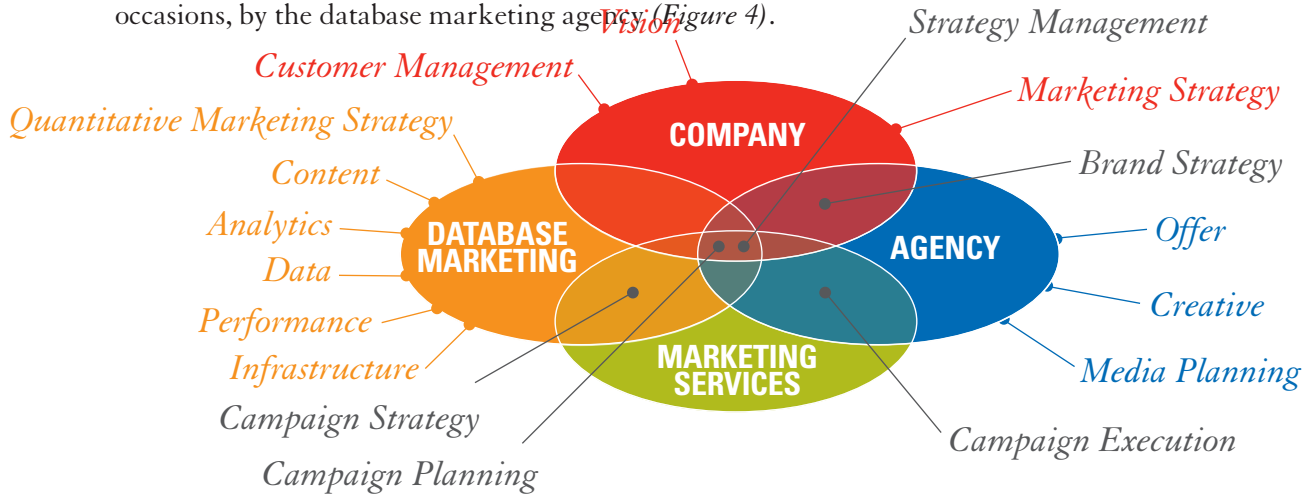 occasions, by the database marketing agency (Figure 4).
Vision
Strategy Management
Customer Management
Marketing Strategy
Quantitative Marketing Strategy
COMPANY
Brand Strategy
Content
Analytics
DATABASE
MARKETING
AGENCY
Offer
Data
Creative
Performance
MARKETING
SERVICES
Infrastructure
Media Planning
Campaign Strategy
Campaign Execution
Campaign Planning